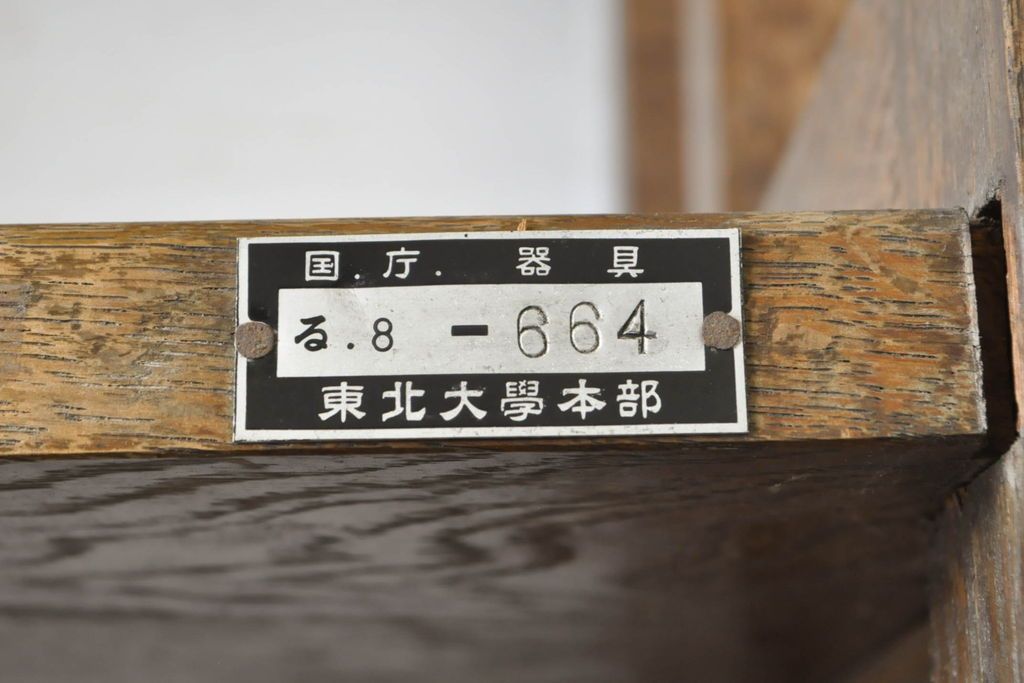 国.庁. 器具
る.8 -664
東北大學本部